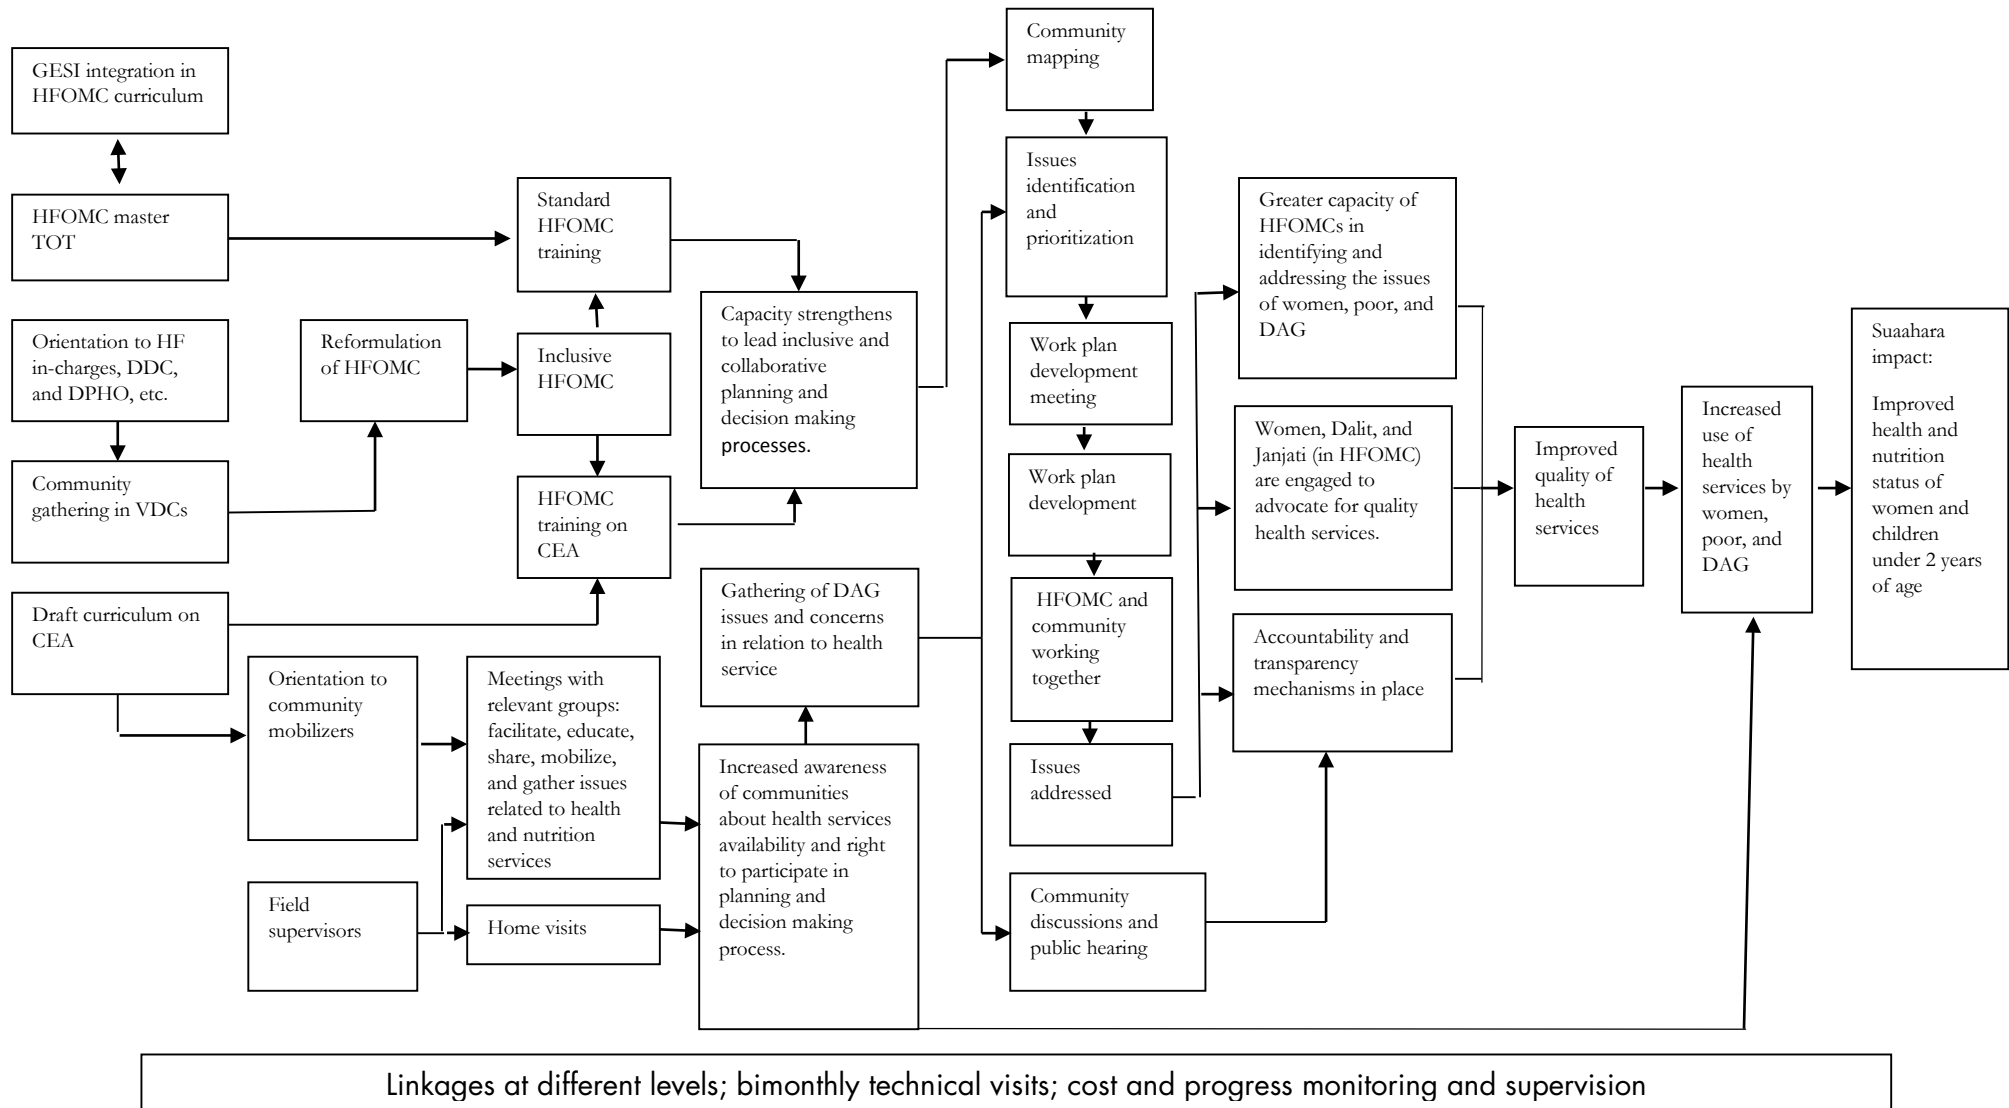 GESI integration in
HFOMC curriculum
HFOMC master
TOT
Orientation to HF
in-charges, DDC,
and DPHO, etc.
Community
gathering in VDCs
Draft curriculum on
CEA
Reformulation
of HFOMC
Orientation to
community
mobilizers
Field
supervisors
Standard
HFOMC
training
Inclusive
HFOMC
HFOMC
training on
CEA
Meetings with
relevant groups:
facilitate, educate,
share, mobilize,
and gather issues
related to health
and nutrition
services
Home visits
Capacity strengthens
to lead inclusive and
collaborative
planning and
decision making
processes.
Gathering of DAG
issues and concerns
in relation to health
service
Increased awareness
of communities
about health services
availability and right
to participate in
planning and
decision making
process.
Community
mapping
Issues
identification
and
prioritization
Work plan
development
meeting
Work plan
development
HFOMC and
community
working
together
Issues
addressed
Community
discussions and
public hearing
Greater capacity of
HFOMCs in
identifying and
addressing the issues
of women, poor, and
DAG
Women, Dalit, and
Janjati (in HFOMC)
are engaged to
advocate for quality
health services.
Accountability and
transparency
mechanisms in place
Improved
quality of
health
services
Increased
use of
health
services by
women,
poor, and
DAG
Suaahara
impact:
Improved
health and
nutrition
status of
women and
children
under 2 years
of age
Linkages at different levels; bimonthly technical visits; cost and progress monitoring and supervision